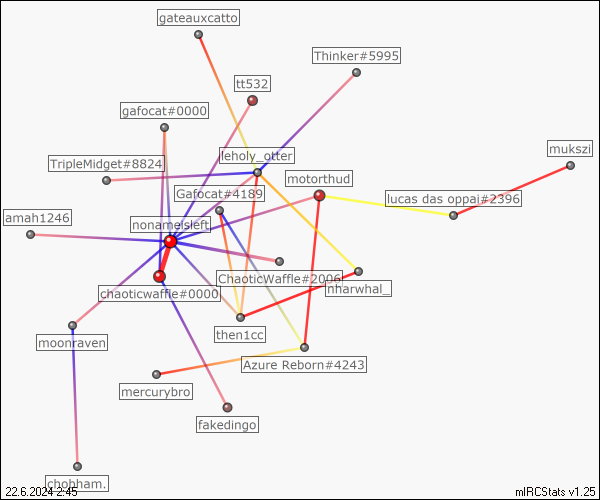 gateauxcatto
Thinker#5995
tt532
gafocat#0000
mukszi
leholy_otter
TripleMidget#8824
motorthud
Gafocat#4189
lucas das oppai#2396
amah1246
nonameisleft
ChaoticWaffle#2006
nharwhal_
chaoticwaffle#0000
then1cc
moonraven
Azure Reborn#4243
mercurybro
fakedingo
chobham.
22.6.2024 2:45
mIRCStats v1.25